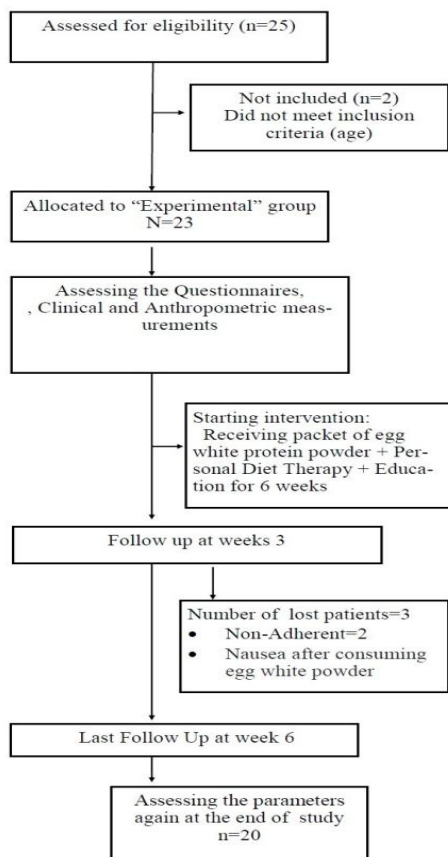 Assessed for eligibility (n=25)
Not included (n=2)
Did not meet inclusion
criteria (age)
Allocated to “Experimental” group
N=23
Assessing the Questionnaires,
, Clinical and Anthropometric meas-
urements
Starting intervention:
Receiving packet of egg
white protein powder + Per-
sonal Diet Therapy + Educa-
tion for 6 weeks
Follow up at weeks 3
Number of lost patients=3
• Non-Adherent=2
• Nausea after consuming
egg white powder
Last Follow Up at week 6
Assessing the parameters
again at the end of study
n=20